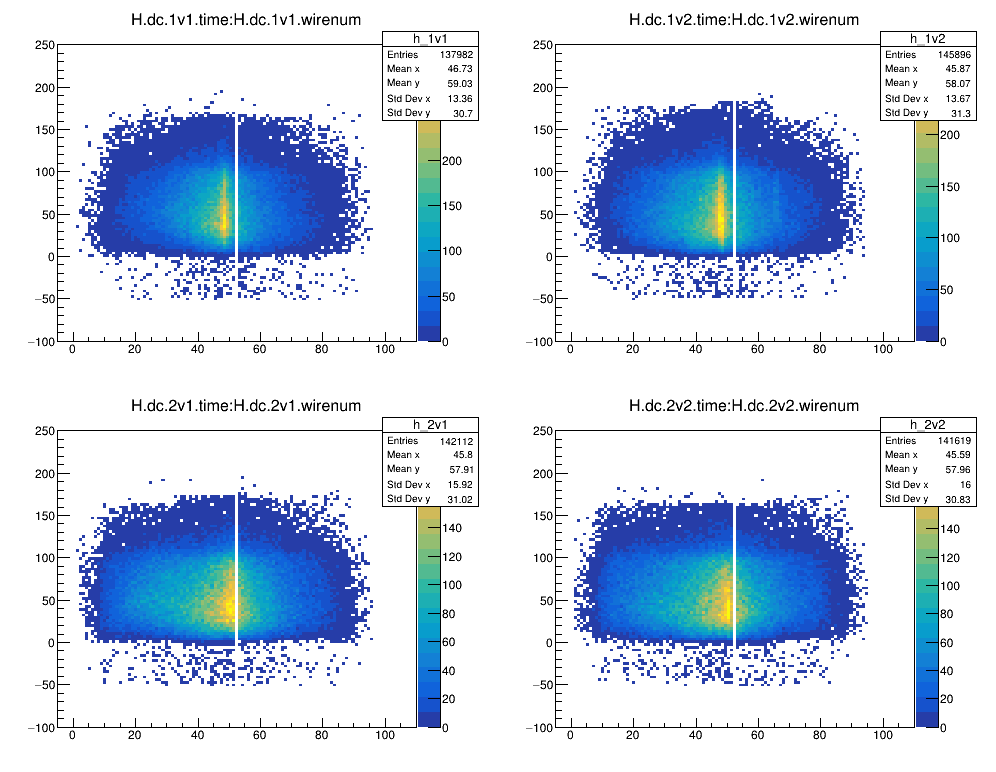 H.dc.1v1.time:H.dc.1v1.wirenum
h_1v1
Entries 137982
Mean x 46.73
Mean y 59.03
Std Dev x 13.36
Std Dev y 30.7
250
200
150
100
50
0
−50
−100
0 20 40 60 80 100
200
150
100
50
0
H.dc.1v2.time:H.dc.1v2.wirenum
h_1v2
Entries 145896
Mean x 45.87
Mean y 58.07
Std Dev x 13.67
Std Dev y 31.3
250
200
150
100
50
0
−50
−100
0 20 40 60 80 100
200
150
100
50
0
H.dc.2v1.time:H.dc.2v1.wirenum
h_2v1
Entries 142112
Mean x 45.8
Mean y 57.91
Std Dev x 15.92
Std Dev y 31.02
250
200
150
100
50
0
−50
−100
0 20 40 60 80 100
140
120
100
80
60
40
20
0
H.dc.2v2.time:H.dc.2v2.wirenum
h_2v2
Entries 141619
Mean x 45.59
Mean y 57.96
Std Dev x 16
Std Dev y 30.83
250
200
150
100
50
0
−50
−100
0 20 40 60 80 100
140
120
100
80
60
40
20
0